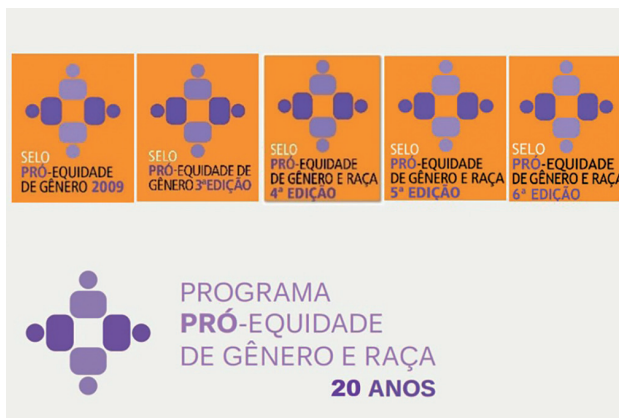 SELO
PRÓ-EQUIDADE
DE GÊNERO 2009
SELO
PRÓ-EQUIDADE DE
GÊNERO 3ª EDIÇÃO
SELO
PRÓ-EQUIDADE
DE GÊNERO E RAÇA
4ª EDIÇÃO
SELO
PRÓ-EQUIDADE
DE GÊNERO E RAÇA
5ª EDIÇÃO
SELO
PRÓ-EQUIDADE
DE GÊNERO E RAÇA
6ª EDIÇÃO
PROGRAMA
PRÓ-EQUIDADE
DE GÊNERO E RAÇA
20 ANOS